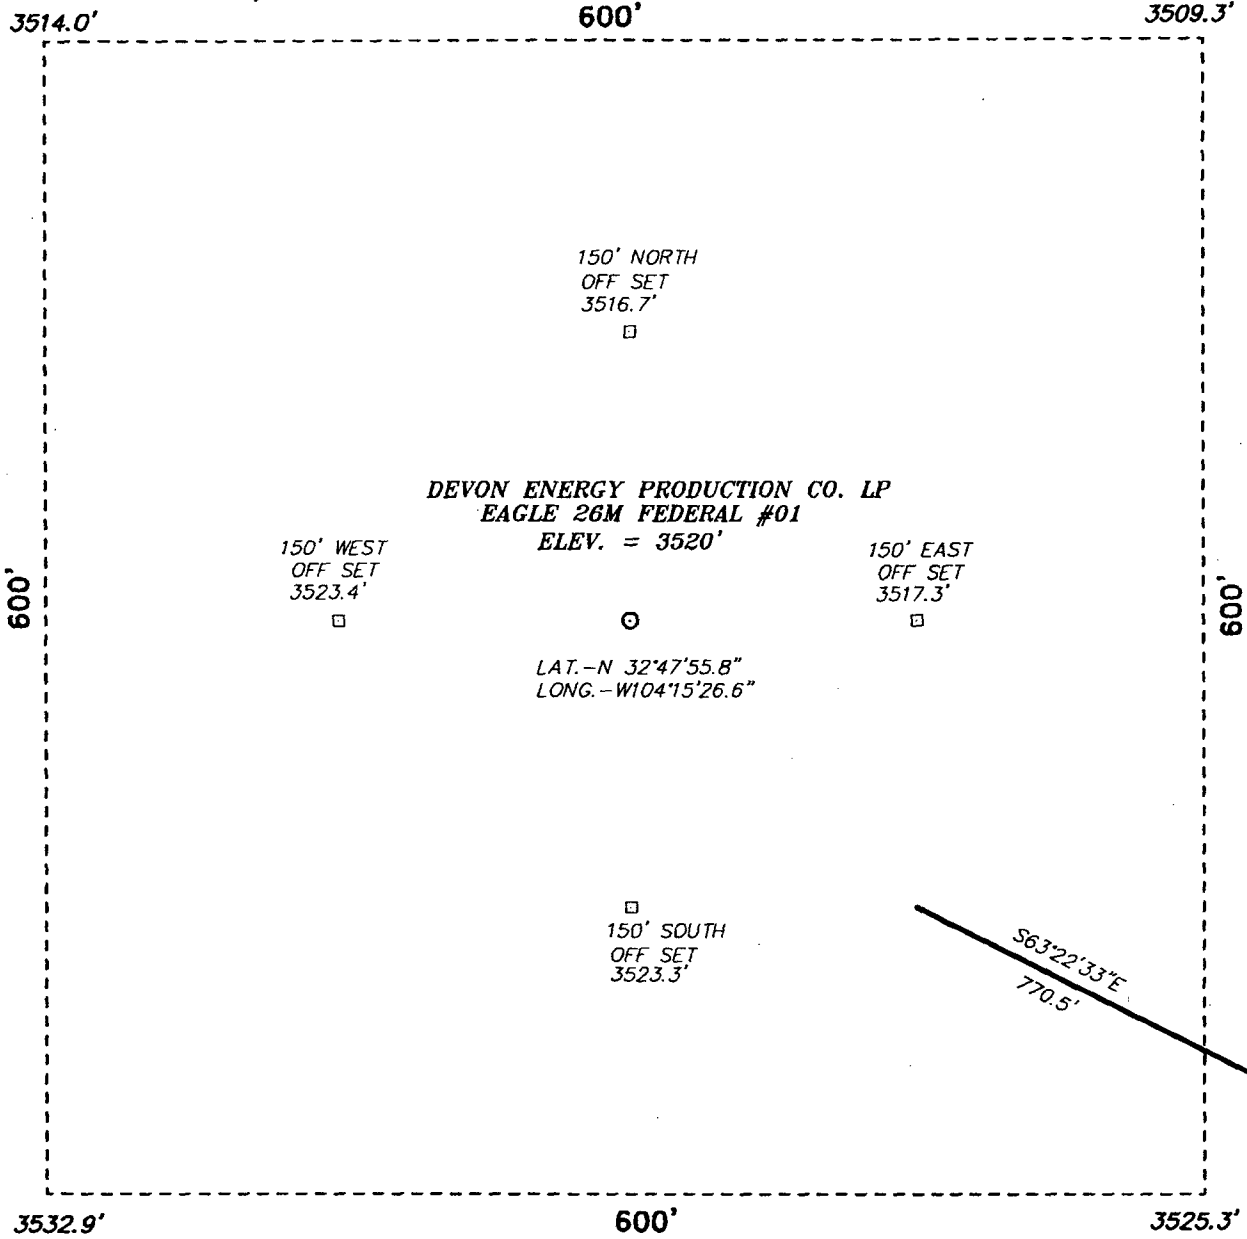 3514.0'
600'
3509.3'
150' NORTH
OFF SET
3516.7'
DEVON ENERGY PRODUCTION CO. LP
EAGLE 26M FEDERAL #01
ELEV. = 3520'
150' WEST
OFF SET
3523.4'
150' EAST
OFF SET
3517.3'
600'
600'
LAT.-N 32°47'55.8"
LONG.-W104°15'26.6"
150' SOUTH
OFF SET
3523.3'
S63°22'33"E
770.5'
3532.9'
600'
3525.3'